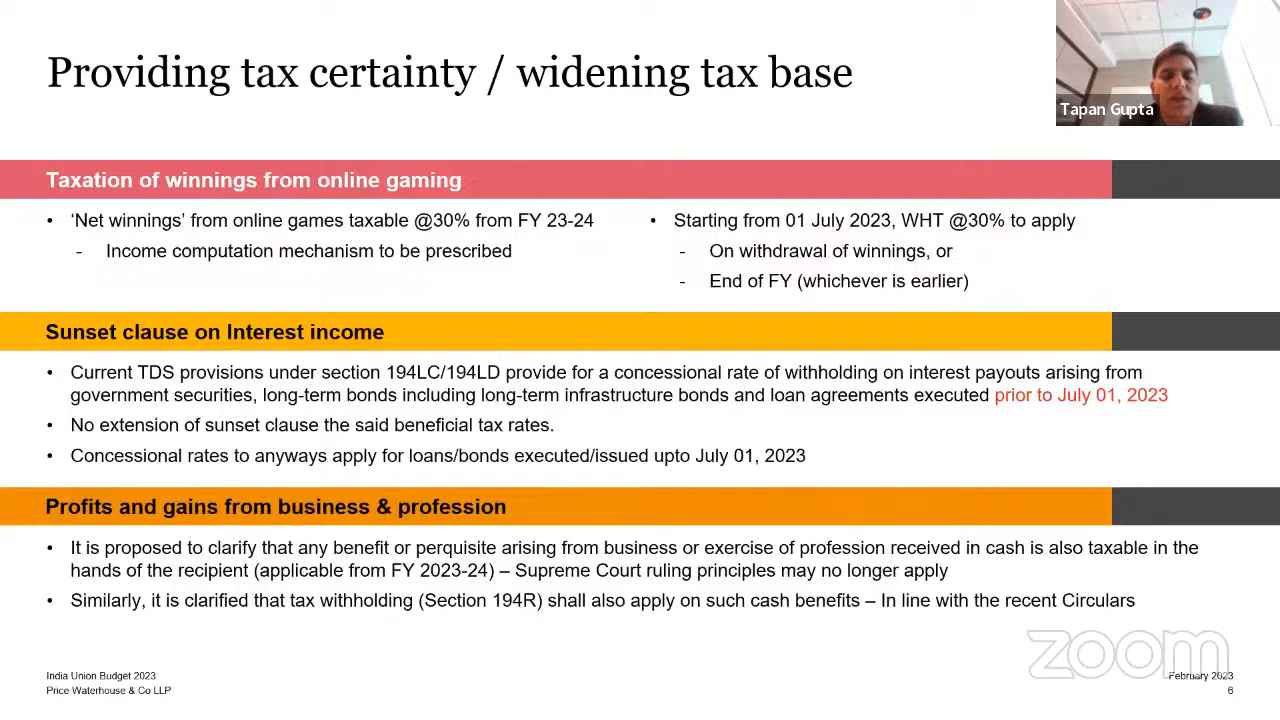 Providing tax certainty / widening tax base
Tapan Gupta
Taxation of winnings from online gaming
• ‘Net winnings’ from online games taxable @30% from FY 23-24
- Income computation mechanism to be prescribed
• Starting from 01 July 2023, WHT @30% to apply
- On withdrawal of winnings, or
- End of FY (whichever is earlier)
Sunset clause on Interest income
• Current TDS provisions under section 194LC/194LD provide for a concessional rate of withholding on interest payouts arising from
government securities, long-term bonds including long-term infrastructure bonds and loan agreements executed prior to July 01, 2023
• No extension of sunset clause the said beneficial tax rates.
• Concessional rates to anyways apply for loans/bonds executed/issued upto July 01, 2023
Profits and gains from business & profession
• It is proposed to clarify that any benefit or perquisite arising from business or exercise of profession received in cash is also taxable in the
hands of the recipient (applicable from FY 2023-24) – Supreme Court ruling principles may no longer apply
• Similarly, it is clarified that tax withholding (Section 194R) shall also apply on such cash benefits – In line with the recent Circulars
zoom
India Union Budget 2023
Price Waterhouse & Co LLP
February 2023
6